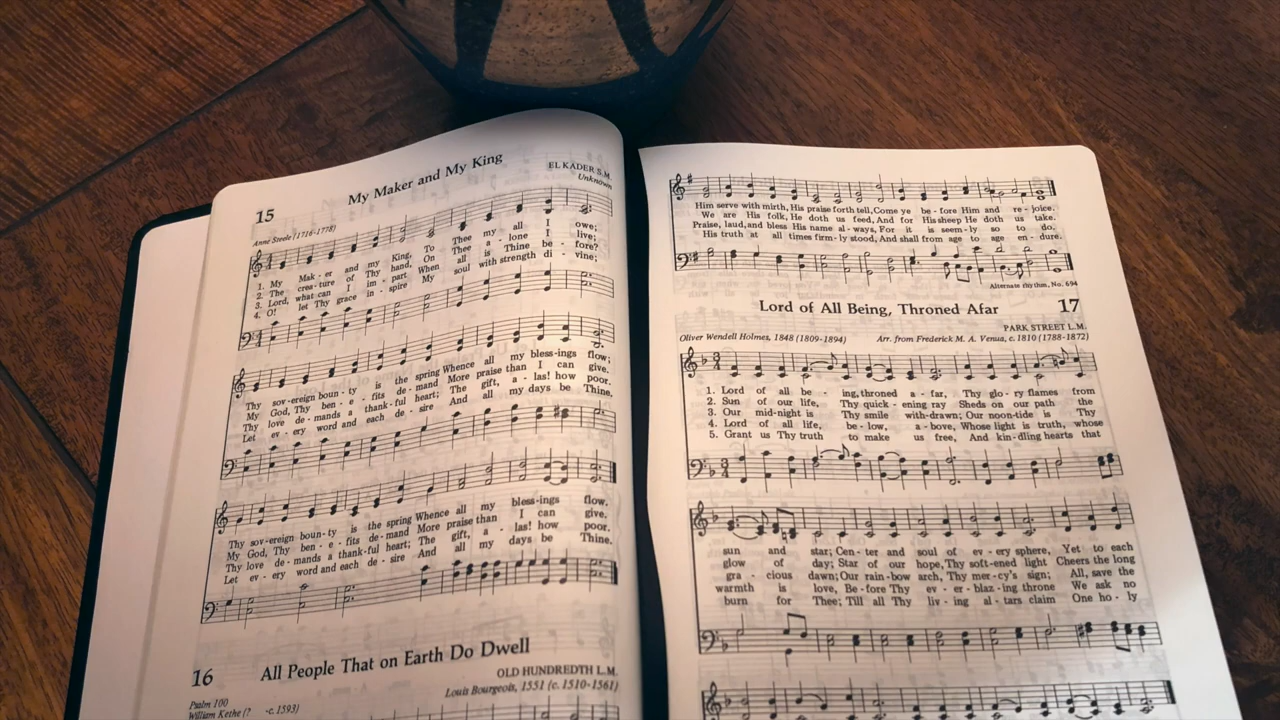 15
My Maker and My King
EL KADER S.M.
Anne Steele (1716-1778)
Unknown
1. My Mak - er and my King, To Thee my all I owe;
2. The crea - ture of Thy hand, On Thee a - lone I live;
3. Lord, what can I im - part When all is Thine be - fore?
4. O! let Thy grace in - spire My soul with strength di - vine;
Thy sov-ereign boun - ty is the spring Whence all my bless-ings flow;
My God, Thy ben - e - fits de - mand More praise than I can give.
Thy love de - mands a thank-ful heart; The gift, a - las! how poor.
Let ev - ery word and each de - sire And all my days be Thine.
Thy sov-ereign boun-ty is the spring Whence all my bless-ings flow.
My God, Thy ben - e - fits de-mand More praise than I can give.
Thy love de - mands a thank-ful heart; The gift, a - las! how poor.
Let ev - ery word and each de - sire And all my days be Thine.
16
All People That on Earth Do Dwell
OLD HUNDREDTH L.M.
Psalm 100
Louis Bourgeois, 1551 (c. 1510-1561)
William Kethe (? -c. 1593)
Him serve with mirth, His praise forth tell, Come ye be - fore Him and re - joice.
We are His folk, He doth us feed, And for His sheep He doth us take.
Praise, laud, and bless His name al - ways, For it is seem - ly so to do.
His truth at all times firm - ly stood, And shall from age to age en - dure.
Alternate rhythm, No. 694
Lord of All Being, Throned Afar
17
PARK STREET L.M.
Oliver Wendell Holmes, 1848 (1809-1894)
Arr. from Frederick M. A. Venua, c. 1810 (1788-1872)
3
4
1. Lord of all be - ing, throned a - far, Thy glo - ry flames from
2. Sun of our life, Thy quick - ening ray Sheds on our path the
3. Our mid-night is Thy smile with-drawn; Our noon-tide is Thy
4. Lord of all life, be - low, a - bove, Whose light is truth, whose
5. Grant us Thy truth to make us free, And kin - dling hearts that
3
4
sun and star; Cen - ter and soul of ev - ery sphere, Yet to each
glow of day; Star of our hope, Thy soft-ened light Cheers the long
gra - cious dawn; Our rain - bow arch, Thy mer - cy's sign; All, save the
warmth is love, Be - fore Thy ev - er - blaz - ing throne We ask no
burn for Thee; Till all Thy liv - ing al - tars claim One ho - ly